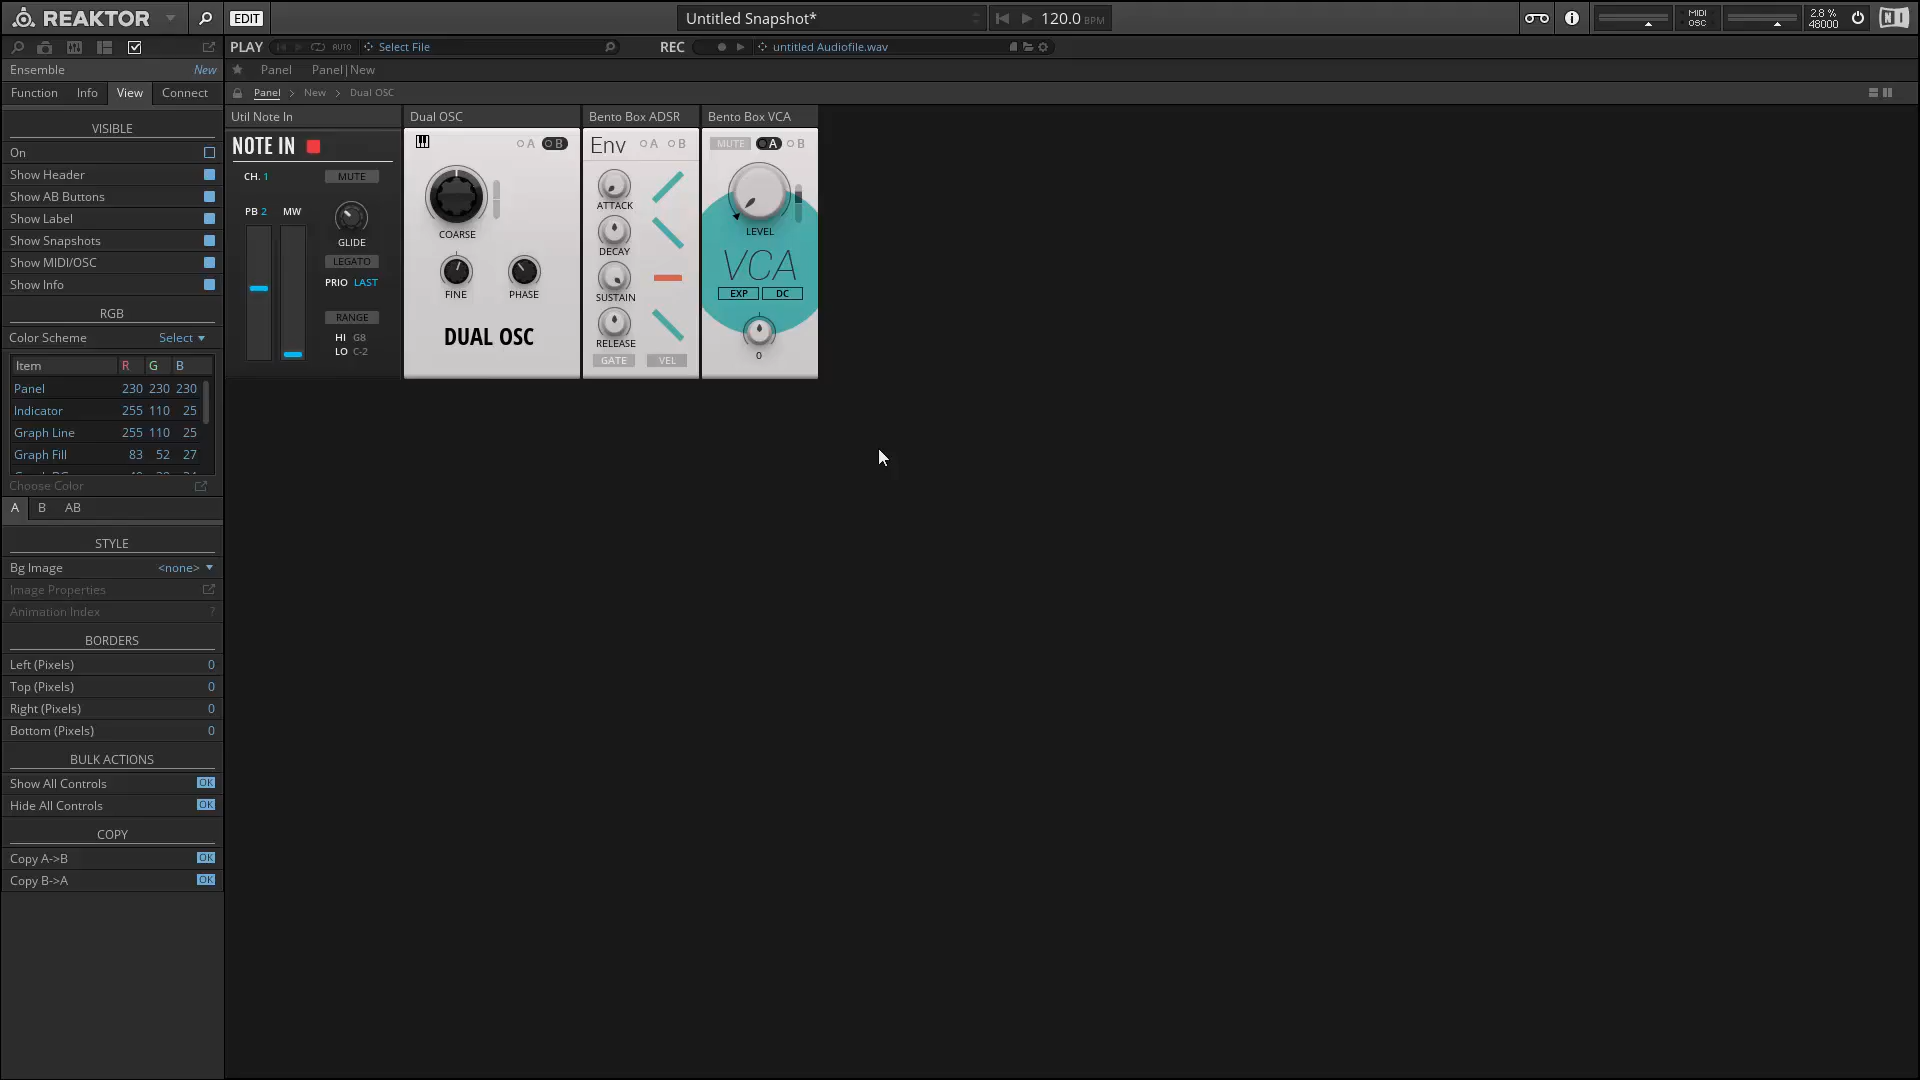 REAKTOR
EDIT
Untitled Snapshot*
120.0 BPM
MIDI
OSC
2.8 %
48000
NI
AUTO
PLAY
Select File
REC
untitled Audiofile.wav
Ensemble
New
Panel
Panel|New
Function
Info
View
Connect
Panel
New
Dual OSC
VISIBLE
On
Show Header
Show AB Buttons
Show Label
Show Snapshots
Show MIDI/OSC
Show Info
RGB
Color Scheme
Select
Item R G B
Panel 230 230 230
Indicator 255 110 25
Graph Line 255 110 25
Graph Fill 83 52 27
Choose Color
A B AB
STYLE
Bg Image <none>
Image Properties
Animation Index ?
BORDERS
Left (Pixels) 0
Top (Pixels) 0
Right (Pixels) 0
Bottom (Pixels) 0
BULK ACTIONS
Show All Controls OK
Hide All Controls OK
COPY
Copy A->B OK
Copy B->A OK
Util Note In
NOTE IN
CH. 1
MUTE
PB 2 MW
GLIDE
LEGATO
PRIO LAST
RANGE
HI G8
LO C-2
Dual OSC
A B
COARSE
FINE
PHASE
DUAL OSC
Bento Box ADSR
Env A B
ATTACK
DECAY
SUSTAIN
RELEASE
GATE VEL
Bento Box VCA
MUTE A B
LEVEL
VCA
EXP DC
0